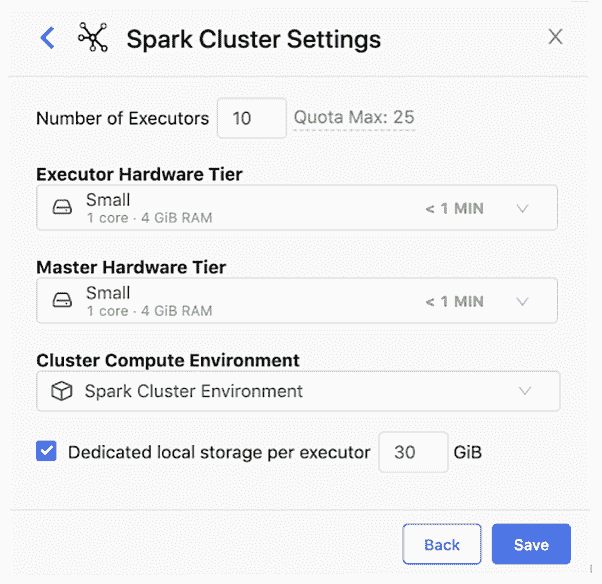 Spark Cluster Settings
Number of Executors 10 Quota Max: 25
Executor Hardware Tier
Small
1 core · 4 GiB RAM
< 1 MIN
Master Hardware Tier
Small
1 core · 4 GiB RAM
< 1 MIN
Cluster Compute Environment
Spark Cluster Environment
Dedicated local storage per executor 30 GiB
Back Save